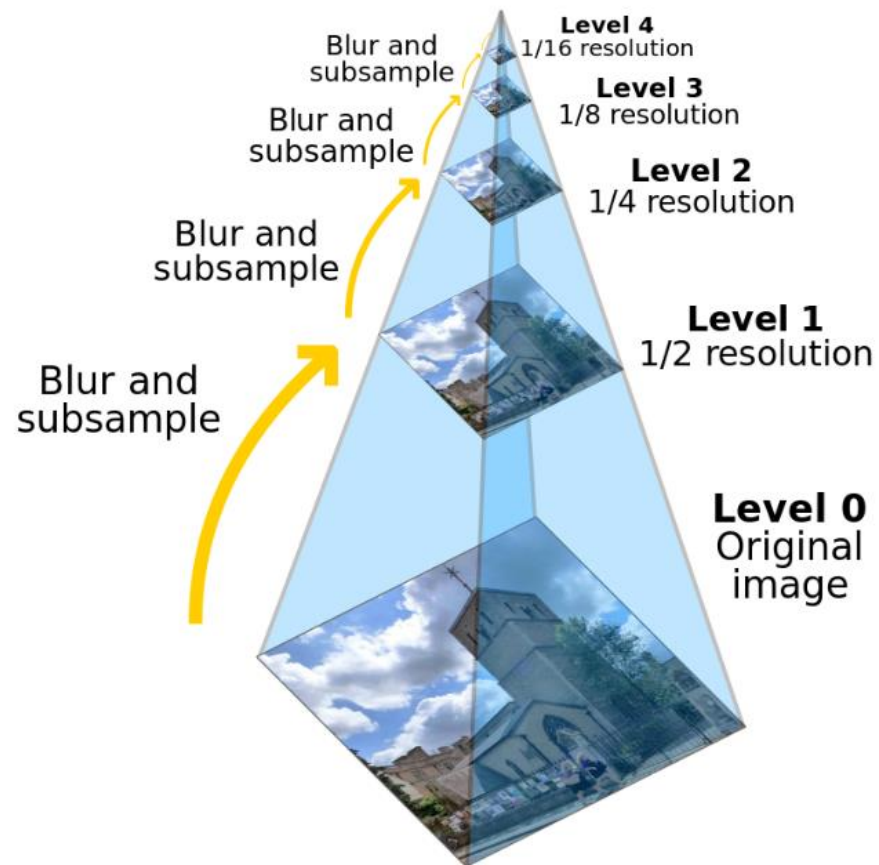 Level 4
1/16 resolution
Blur and
subsample
Level 3
1/8 resolution
Blur and
subsample
Level 2
1/4 resolution
Blur and
subsample
Level 1
1/2 resolution
Blur and
subsample
Level 0
Original
image